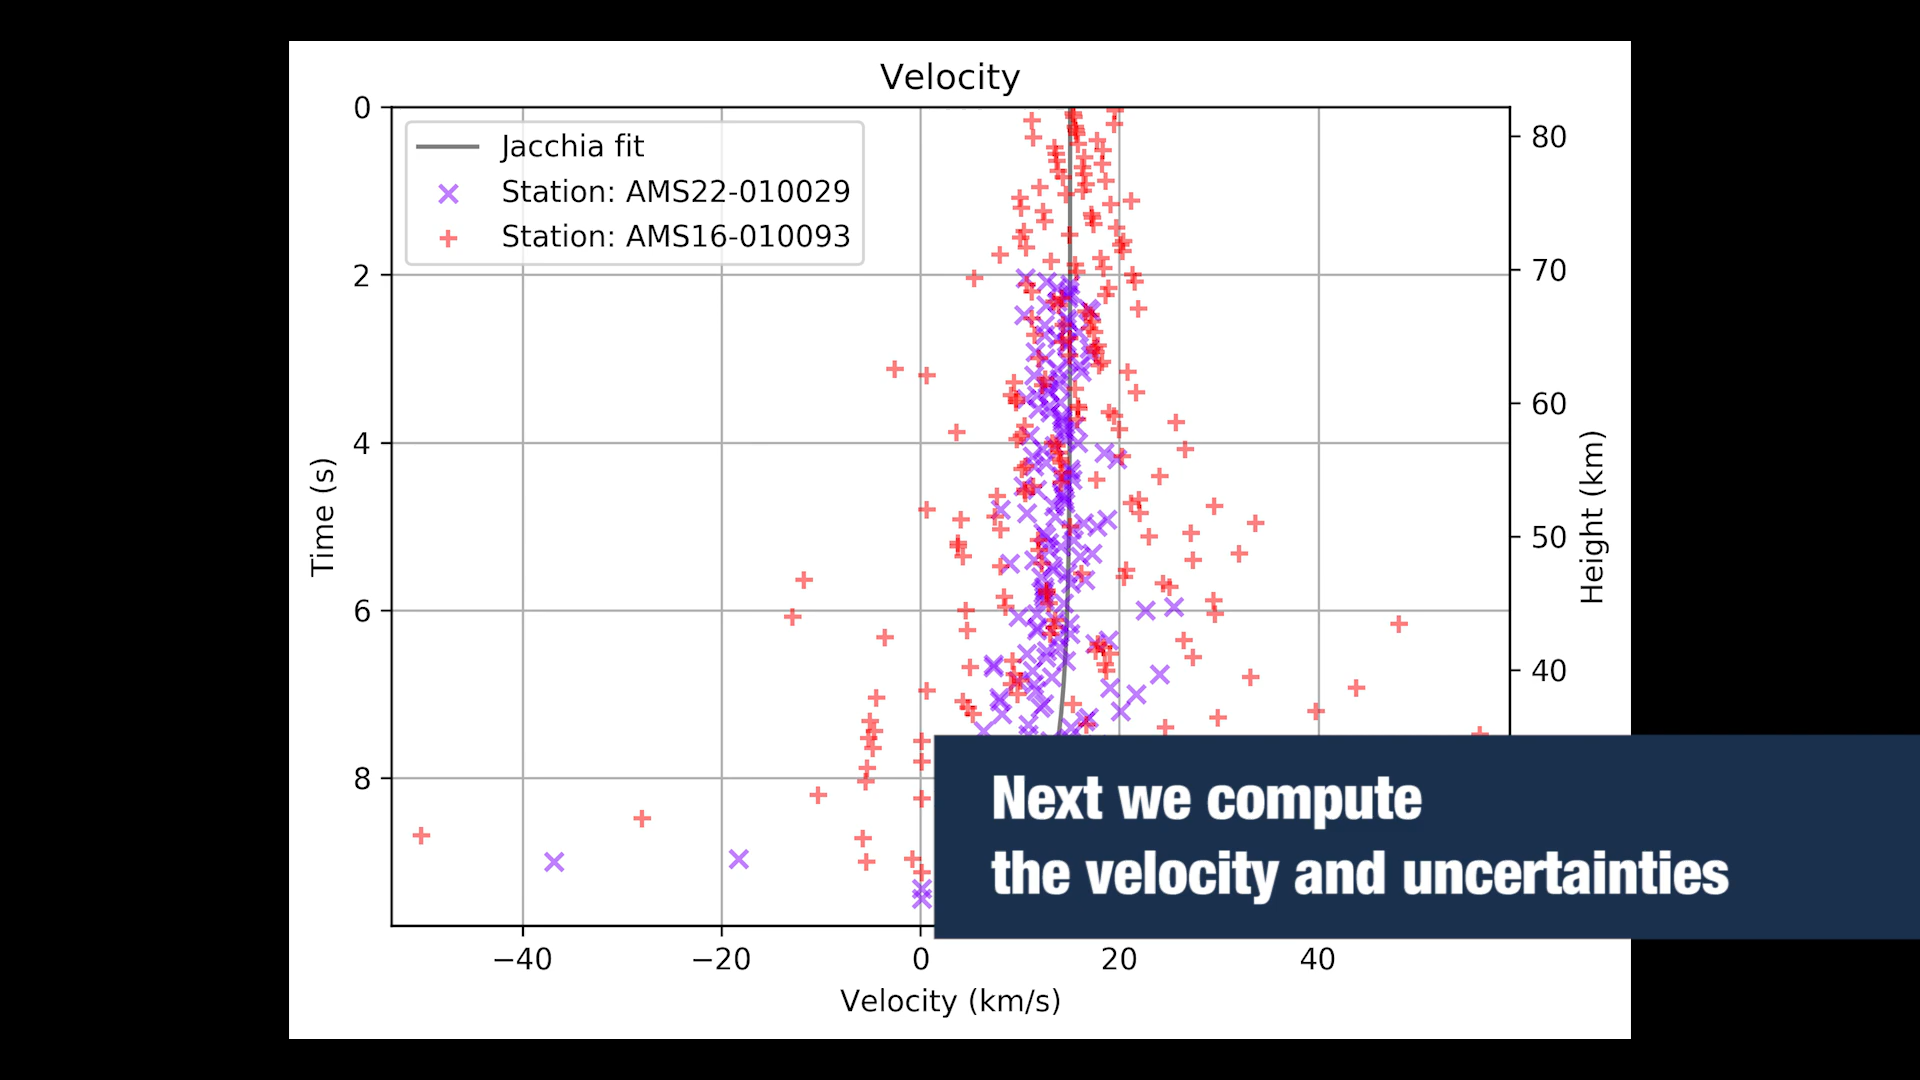 Velocity
Jacchia fit
Station: AMS22-010029
Station: AMS16-010093
0
2
4
6
8
Time (s)
80
70
60
50
40
Height (km)
−40
−20
0
20
40
Velocity (km/s)
Next we compute
the velocity and uncertainties